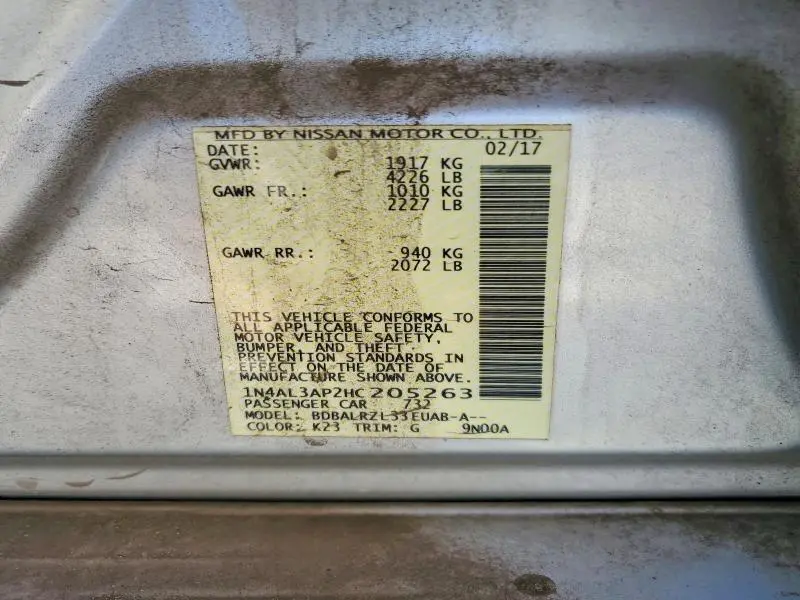 MFD BY NISSAN MOTOR CO., LTD.
DATE: 02/17
GVWR: 1917 KG
4226 LB
GAWR FR.: 1010 KG
2227 LB
GAWR RR.: 940 KG
2072 LB
THIS VEHICLE CONFORMS TO
ALL APPLICABLE FEDERAL
MOTOR VEHICLE SAFETY,
BUMPER, AND THEFT
PREVENTION STANDARDS IN
EFFECT ON THE DATE OF
MANUFACTURE SHOWN ABOVE.
1N4AL3AP2HC205263
PASSENGER CAR 732
MODEL: BDBALRZL33EUAB-A--
COLOR: K23 TRIM: G 9N00A